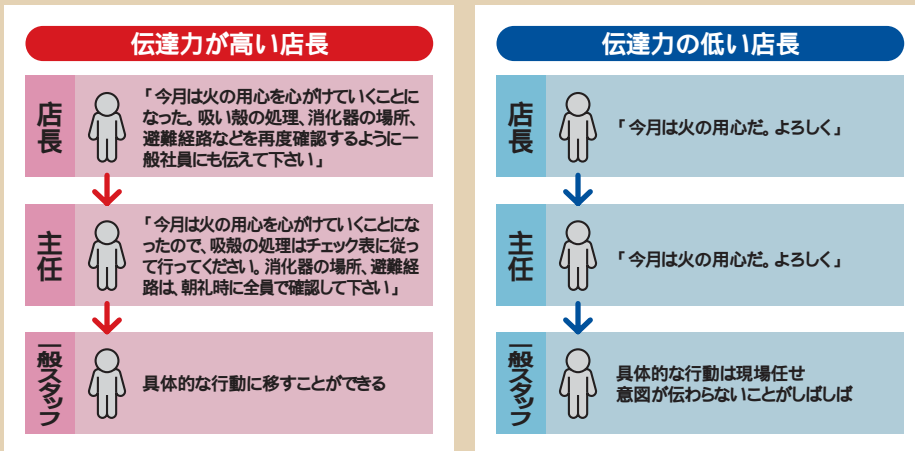 伝達力が高い店長
店長
「今月は火の用心を心がけていくことに
なった。吸い殻の処理、消化器の場所、
避難経路などを再度確認するように一
般社員にも伝えて下さい」
主任
「今月は火の用心を心がけていくことにな
ったので、吸殻の処理はチェック表に従っ
て行ってください。消化器の場所、避難経
路は、朝礼時に全員で確認して下さい」
一般スタッフ
具体的な行動に移すことができる
伝達力の低い店長
店長
「今月は火の用心だ。よろしく」
主任
「今月は火の用心だ。よろしく」
一般スタッフ
具体的な行動は現場任せ
意図が伝わらないことがしばしば